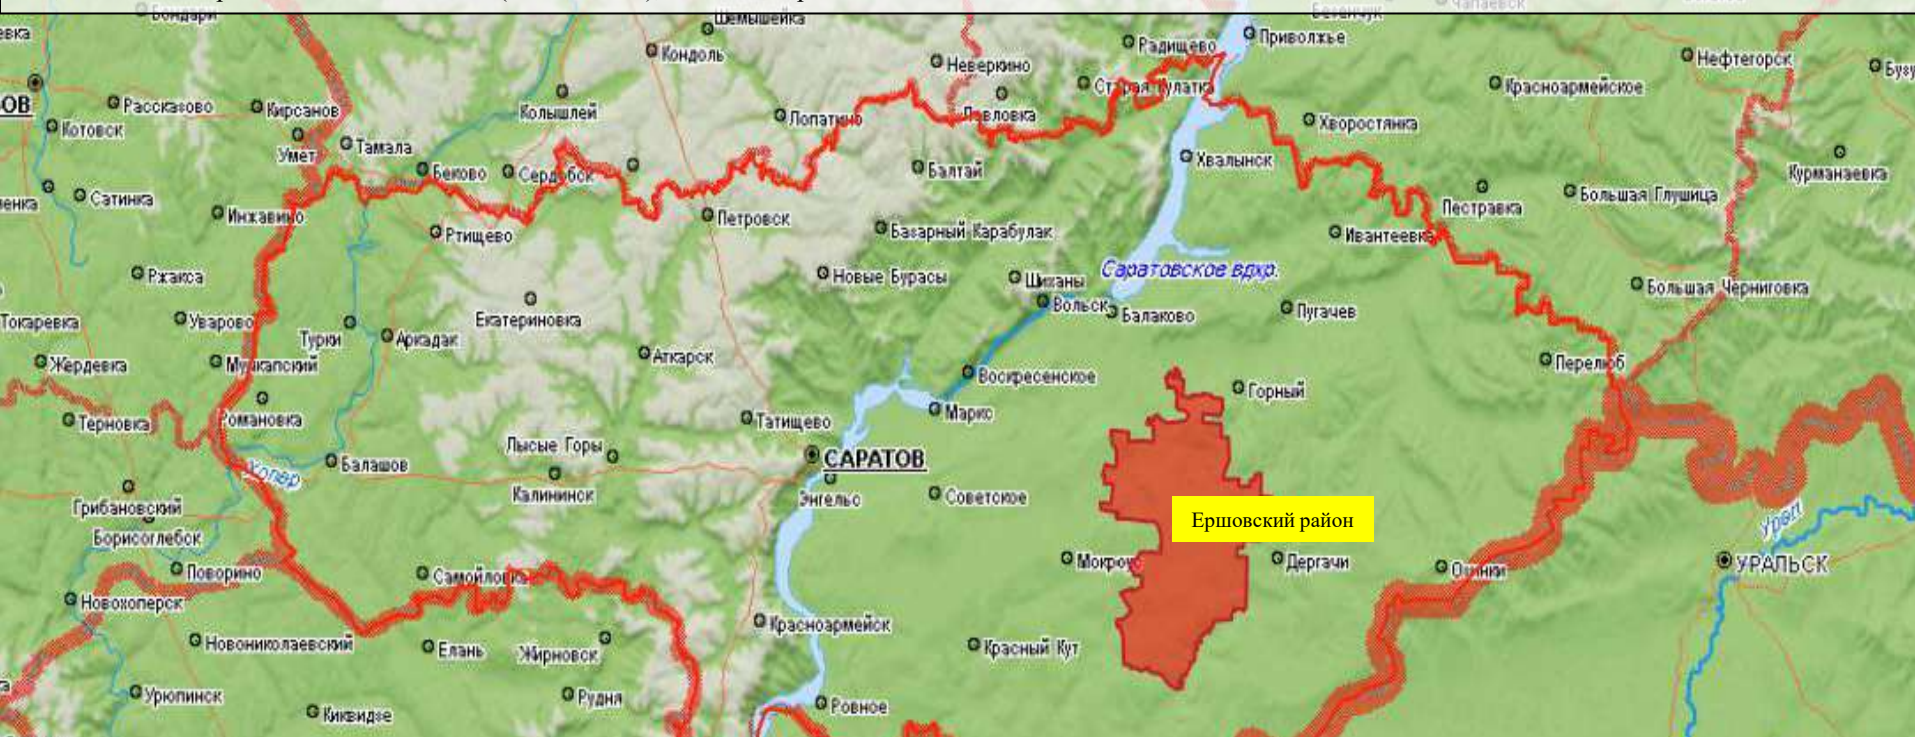 Бондари
Шемышейка
Безенчук
Чапаевск
Кондоль
Радищево
Приволжье
Нефтегорск
Неверкино
Рассказово
Кирсанов
Колышлей
Старая Кулатка
Красноармейское
Котовск
Лопатино
Павловка
Хворостянка
Умет
Тамала
Хвалынск
Беково
Сердобск
Балтай
Курманаевка
Сатинка
Пестравка
Большая Глушица
Инжавино
Петровск
Ртищево
Базарный Карабулак
Ивантеевка
Ржакса
Новые Бурасы
Шиханы
Саратовское вдхр.
Большая Черниговка
Вольск
Балаково
Пугачев
Токаревка
Уварово
Екатериновка
Турки
Аркадак
Аткарск
Жердевка
Мучкапский
Перелюб
Воскресенское
Горный
Маркс
Терновка
Романовка
Татищево
Лысые Горы
САРАТОВ
Балашов
Хопер
Калининск
Энгельс
Советское
Грибановский
Ершовский район
Урал
Борисоглебск
Поворино
Самойловка
Мокроус
Дергачи
Озинки
УРАЛЬСК
Новохоперск
Красноармейск
Новониколаевский
Елань
Жирновск
Красный Кут
Урюпинск
Рудня
Киквидзе
Ровное